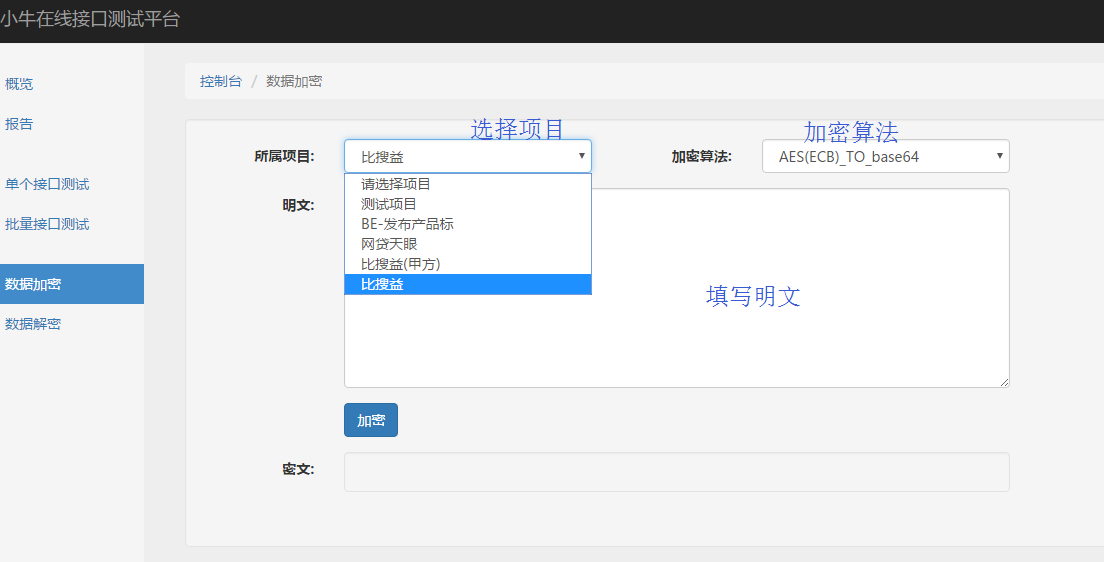 小牛在线接口测试平台
概览
报告
单个接口测试
批量接口测试
数据加密
数据解密
控制台 / 数据加密
选择项目
加密算法
所属项目: 比搜益
加密算法: AES(ECB)_TO_base64
请选择项目
测试项目
BE-发布产品标
网贷天眼
比搜益(甲方)
比搜益
明文:
填写明文
加密
密文: